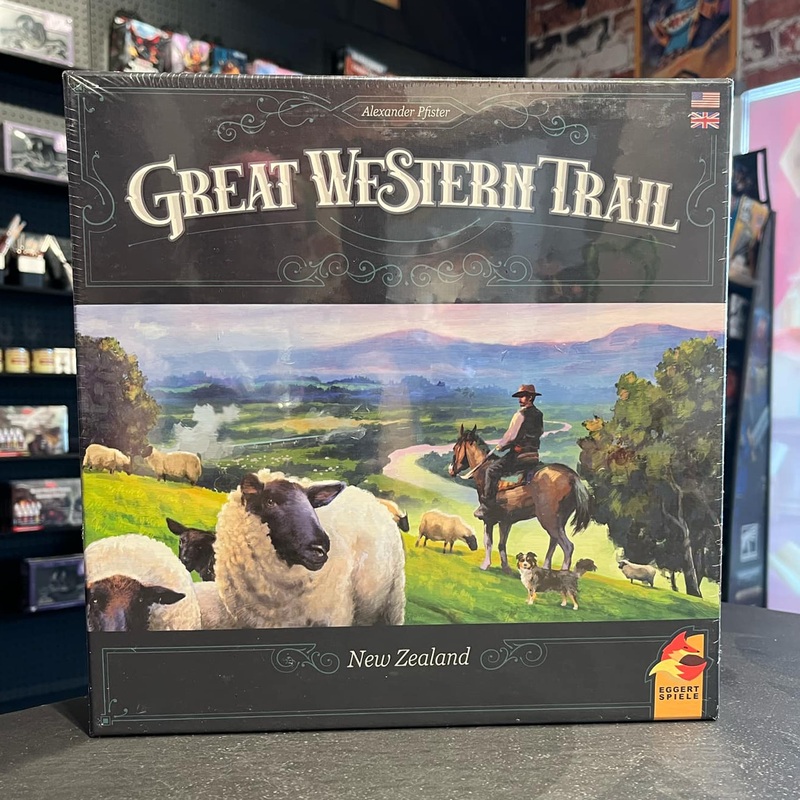 Alexander Pfister
GREAT WESTERN TRAIL
New Zealand
EGGERT
SPIELE